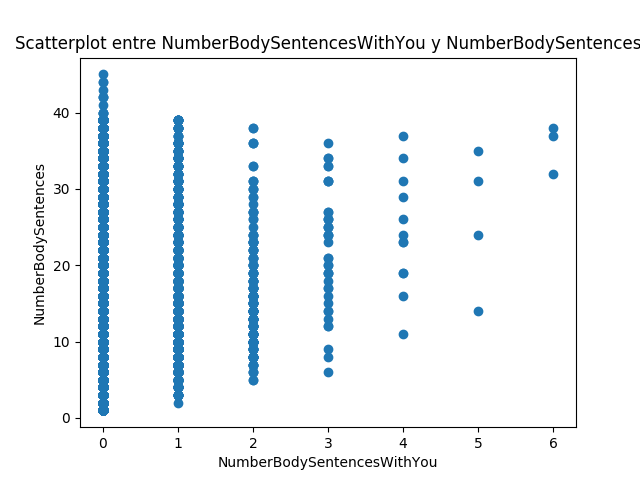 Scatterplot entre NumberBodySentencesWithYou y NumberBodySentences
40
30
20
10
0
NumberBodySentences
0 1 2 3 4 5 6
NumberBodySentencesWithYou